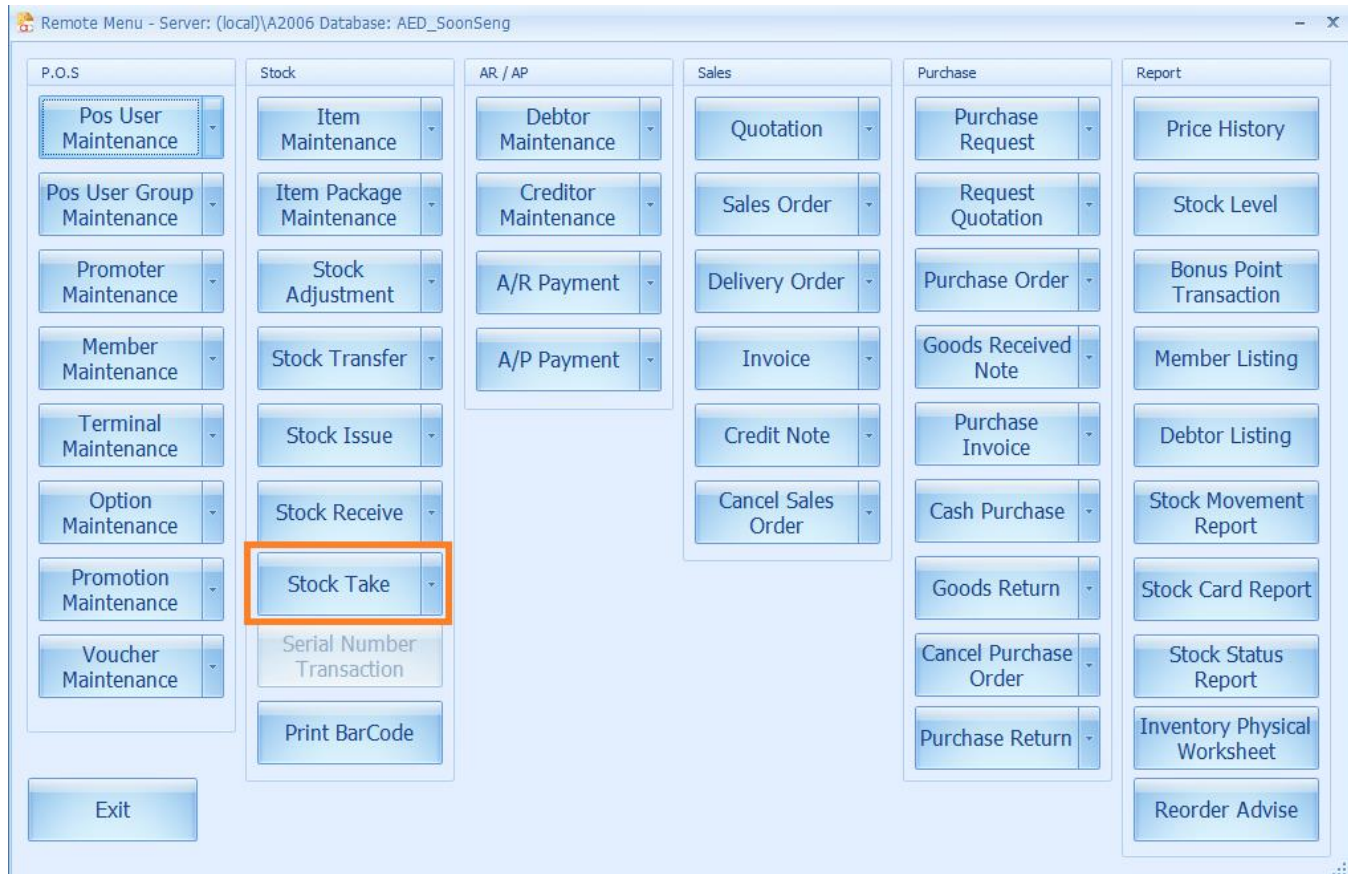 Remote Menu - Server: (local)\A2006 Database: AED_SoonSeng
P.O.S
Pos User
Maintenance
Pos User Group
Maintenance
Promoter
Maintenance
Member
Maintenance
Terminal
Maintenance
Option
Maintenance
Promotion
Maintenance
Voucher
Maintenance
Exit
Stock
Item
Maintenance
Item Package
Maintenance
Stock
Adjustment
Stock Transfer
Stock Issue
Stock Receive
Stock Take
Serial Number
Transaction
Print BarCode
AR / AP
Debtor
Maintenance
Creditor
Maintenance
A/R Payment
A/P Payment
Sales
Quotation
Sales Order
Delivery Order
Invoice
Credit Note
Cancel Sales
Order
Purchase
Purchase
Request
Request
Quotation
Purchase Order
Goods Received
Note
Purchase
Invoice
Cash Purchase
Goods Return
Cancel Purchase
Order
Purchase Return
Report
Price History
Stock Level
Bonus Point
Transaction
Member Listing
Debtor Listing
Stock Movement
Report
Stock Card Report
Stock Status
Report
Inventory Physical
Worksheet
Reorder Advise